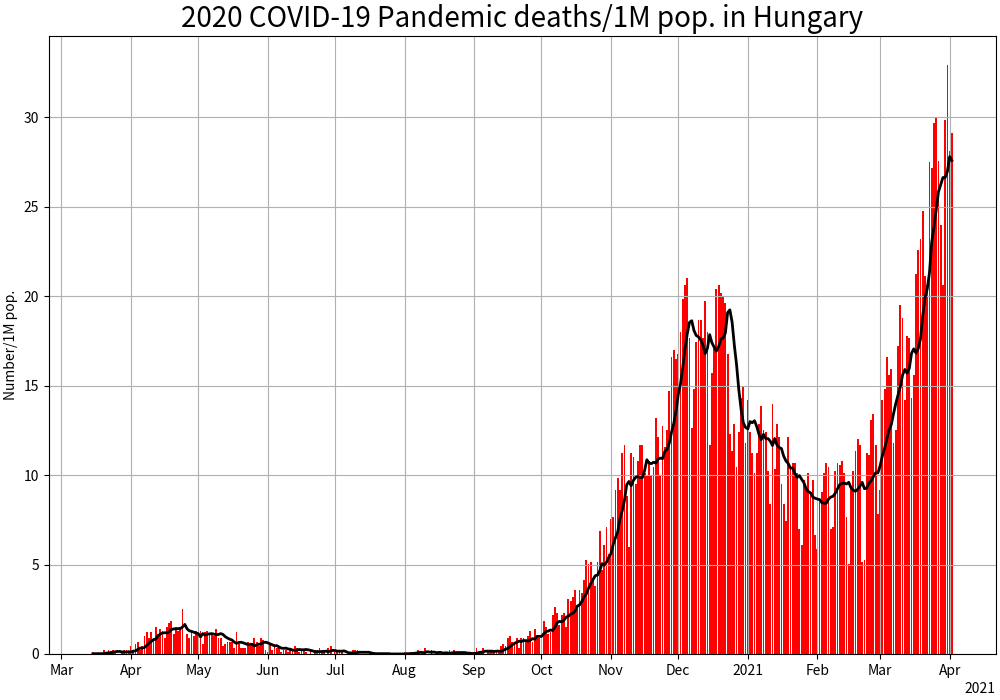 2020 COVID-19 Pandemic deaths/1M pop. in Hungary
Number/1M pop.
30
25
20
15
10
5
0
Mar Apr May Jun Jul Aug Sep Oct Nov Dec 2021 Feb Mar Apr
2021